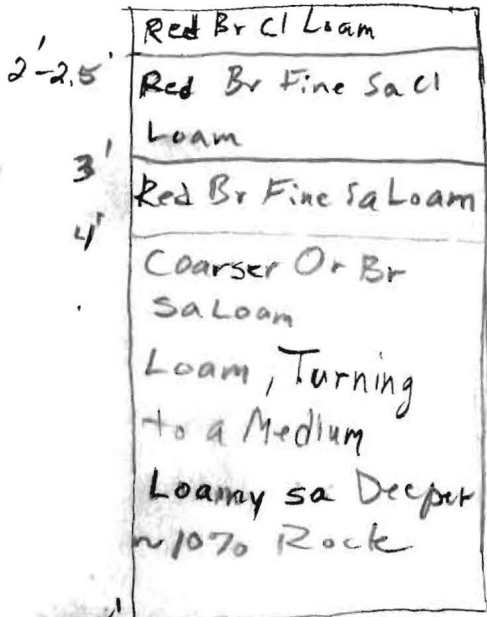 Red Br Cl Loam
2'-2.5'
Red Br Fine Sa Cl
Loam
3'
Red Br Fine Sa Loam
4'
Coarser Or Br
Sa Loam
Loam, Turning
to a Medium
Loamy sa Deeper
~10% Rock